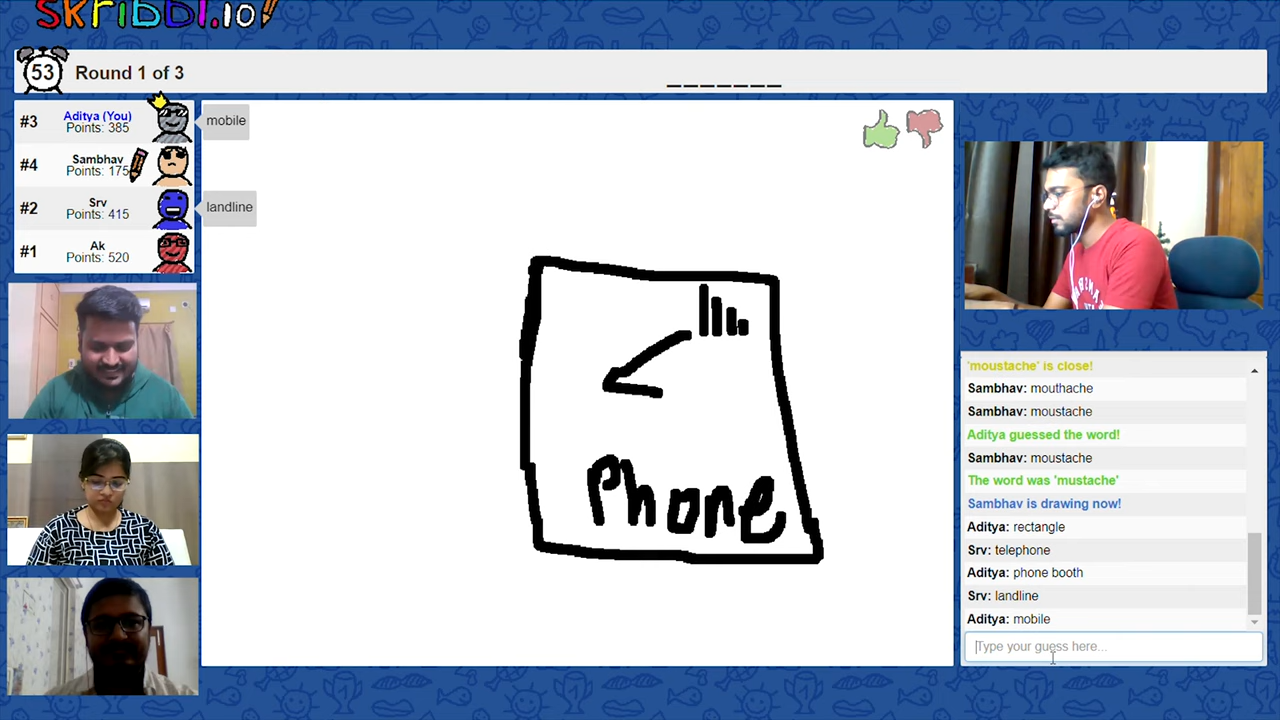 skribbl.io
53
Round 1 of 3
_______
#3
Aditya (You)
Points: 385
mobile
#4
Sambhav
Points: 175
#2
Srv
Points: 415
landline
#1
Ak
Points: 520
Phone
'moustache' is close!
Sambhav: mouthache
Sambhav: moustache
Aditya guessed the word!
Sambhav: moustache
The word was 'mustache'
Sambhav is drawing now!
Aditya: rectangle
Srv: telephone
Aditya: phone booth
Srv: landline
Aditya: mobile
Type your guess here...